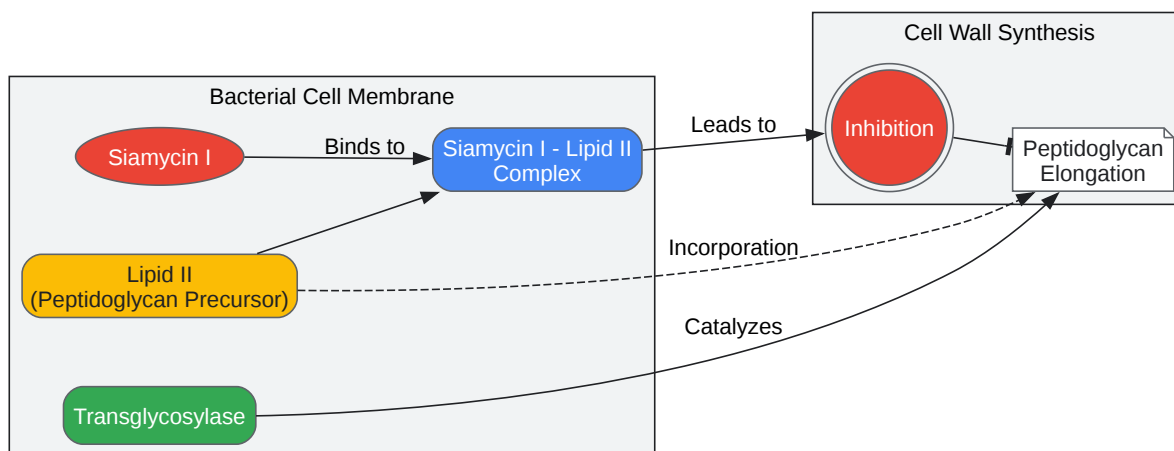 Cell Wall Synthesis
Bacterial Cell Membrane
Siamycin I
Binds to
Siamycin I - Lipid II
Complex
Leads to
Inhibition
Peptidoglycan
Elongation
Lipid II
(Peptidoglycan Precursor)
Incorporation
Catalyzes
Transglycosylase